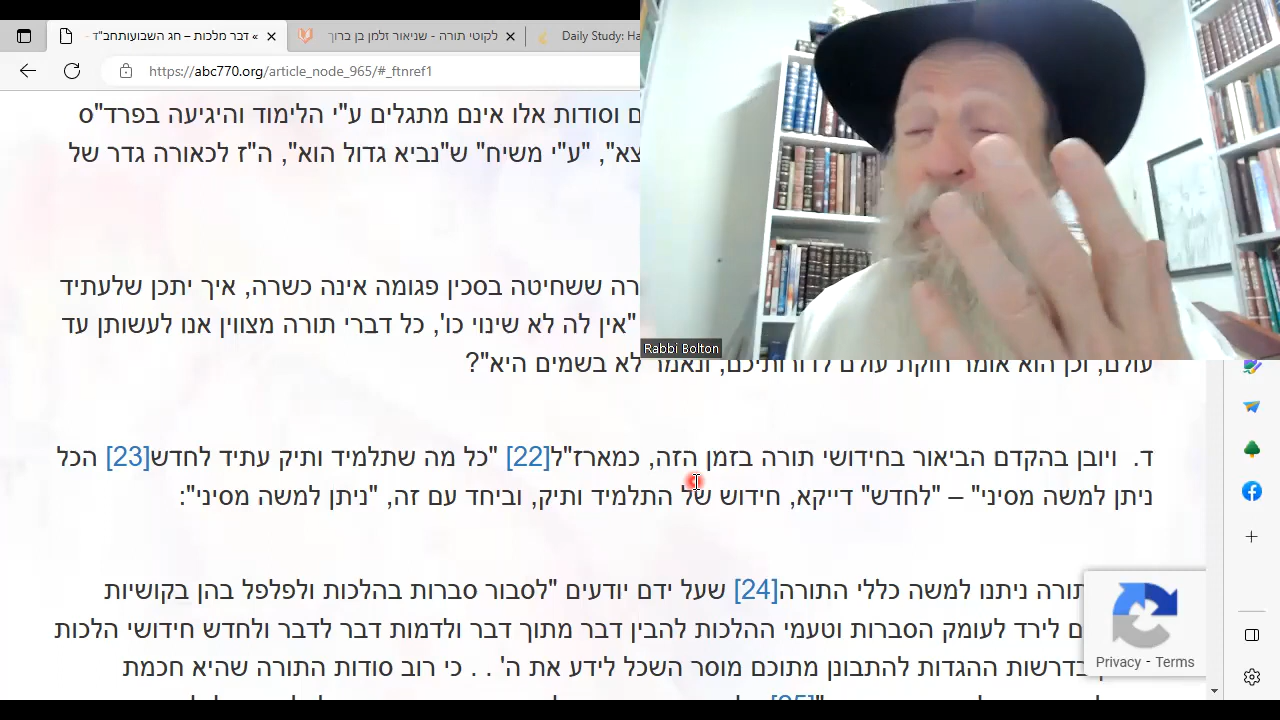 » דבר מלכות – חג השבועותחב"ד -
לקוטי תורה - שניאור זלמן בן ברוך
Daily Study: Ha
https://abc770.org/article_node_965/#_ftnref1
ם וסודות אלו אינם מתגלים ע"י הלימוד והיגיעה בפרד"ס
צא", "ע"י משיח" ש"נביא גדול הוא", ה"ז לכאורה גדר של
Rabbi Bolton
רה ששחיטה בסכין פגומה אינה כשרה, איך יתכן שלעתיד
"אין לה לא שינוי כו', כל דברי תורה מצווין אנו לעשותן עד
עולם, וכן הוא אומר חוקת עולם לדורותיכם, ונאמר לא בשמים היא"?
ד. ויובן בהקדם הביאור בחידושי תורה בזמן הזה, כמארז"ל[22] "כל מה שתלמיד ותיק עתיד לחדש[23] הכל
ניתן למשה מסיני" – "לחדש" דייקא, חידוש של התלמיד ותיק, וביחד עם זה, "ניתן למשה מסיני":
תורה ניתנו למשה כללי התורה[24] שעל ידם יודעים "לסבור סברות בהלכות ולפלפל בהן בקושיות
ם לירד לעומק הסברות וטעמי ההלכות להבין דבר מתוך דבר ולדמות דבר לדבר ולחדש חידושי הלכות
בדרשות ההגדות להתבונן מתוכם מוסר השכל לידע את ה' . . כי רוב סודות התורה שהיא חכמת
Privacy - Terms